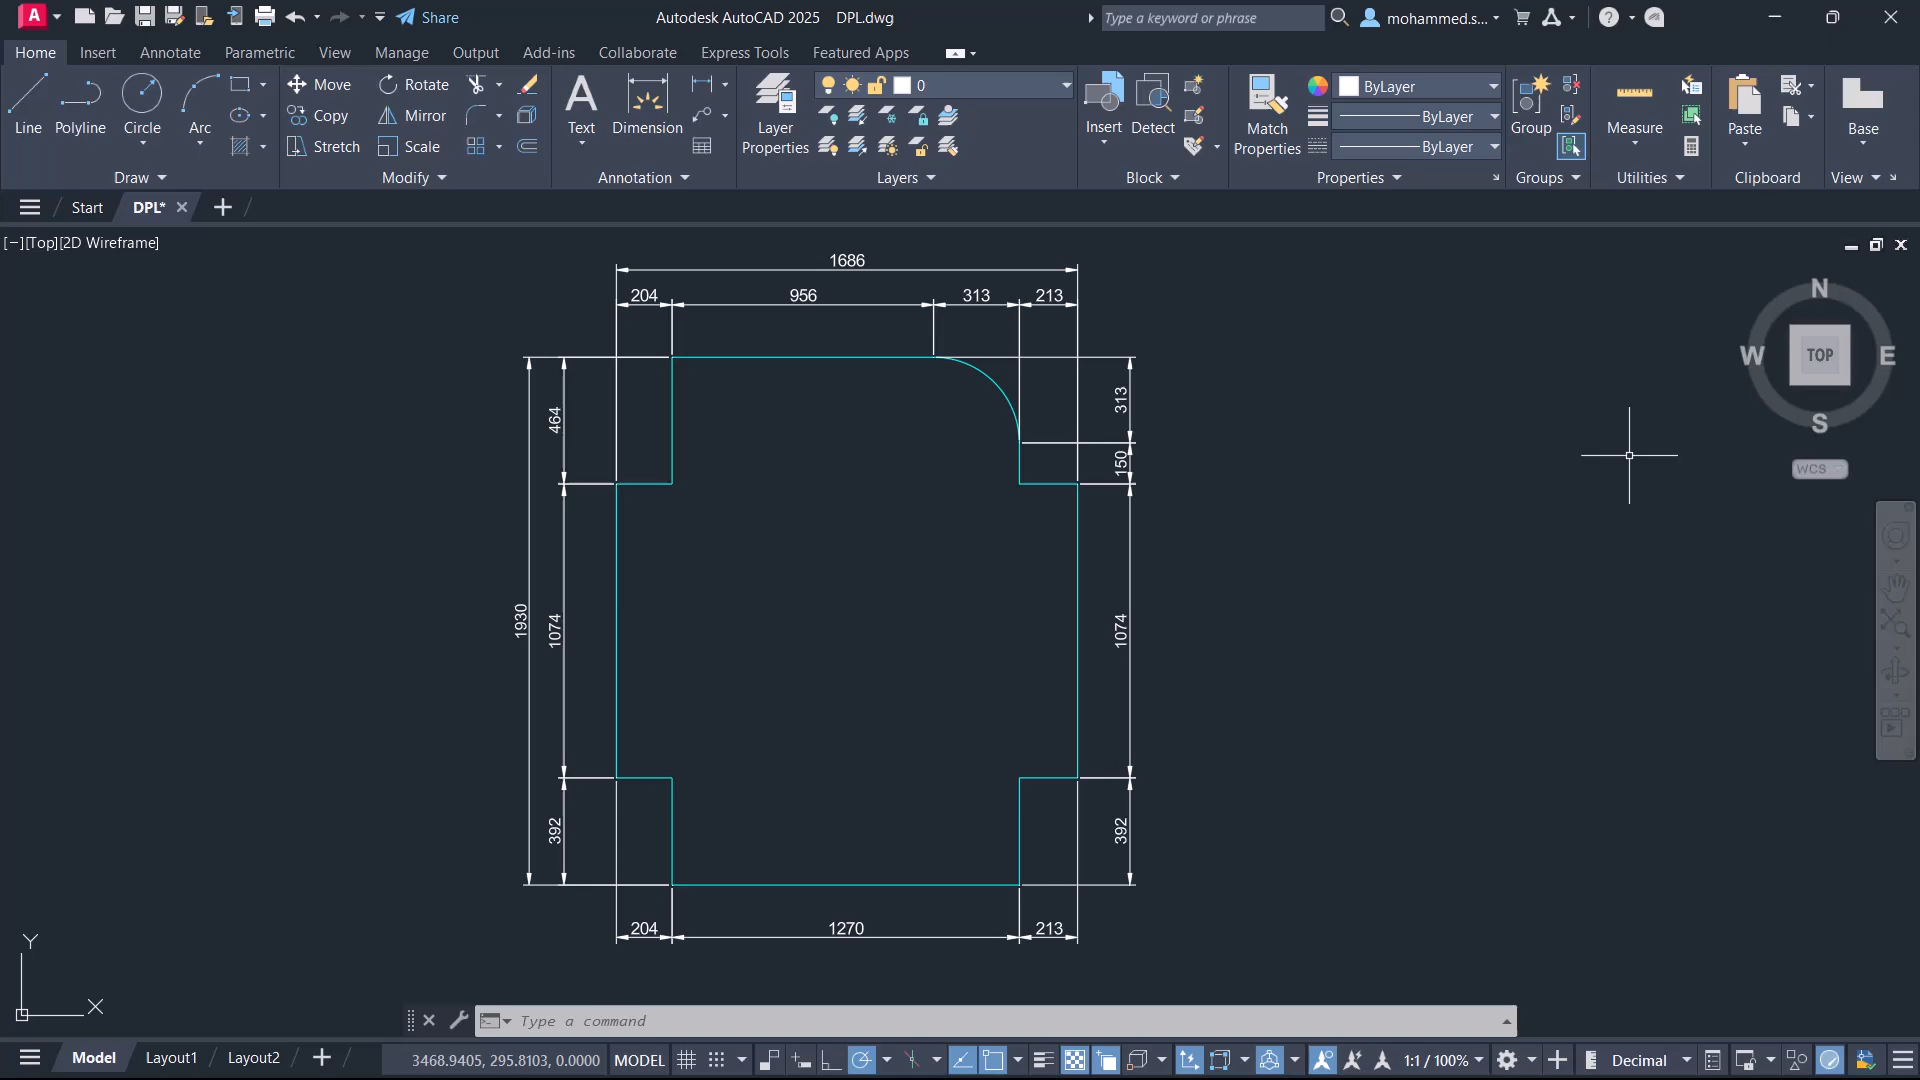 A Share Autodesk AutoCAD 2025 DPL.dwg Type a keyword or phrase mohammed.s... ?
Home Insert Annotate Parametric View Manage Output Add-ins Collaborate Express Tools Featured Apps
Line Polyline Circle Arc
Move Rotate
Copy Mirror
Stretch Scale
A Text Dimension
Layer
Properties
0
Insert Detect
Match
Properties
ByLayer
ByLayer
ByLayer
Group
Measure
Paste
Base
Draw Modify Annotation Layers Block Properties Groups Utilities Clipboard View
Start DPL*
[−][Top][2D Wireframe]
1686
204 956 313 213
464
1074
392
1930
313
150
1074
392
204 1270 213
N
W TOP E
S
WCS
Y
X
Type a command
Model Layout1 Layout2 3468.9405, 295.8103, 0.0000 MODEL 1:1 / 100% Decimal